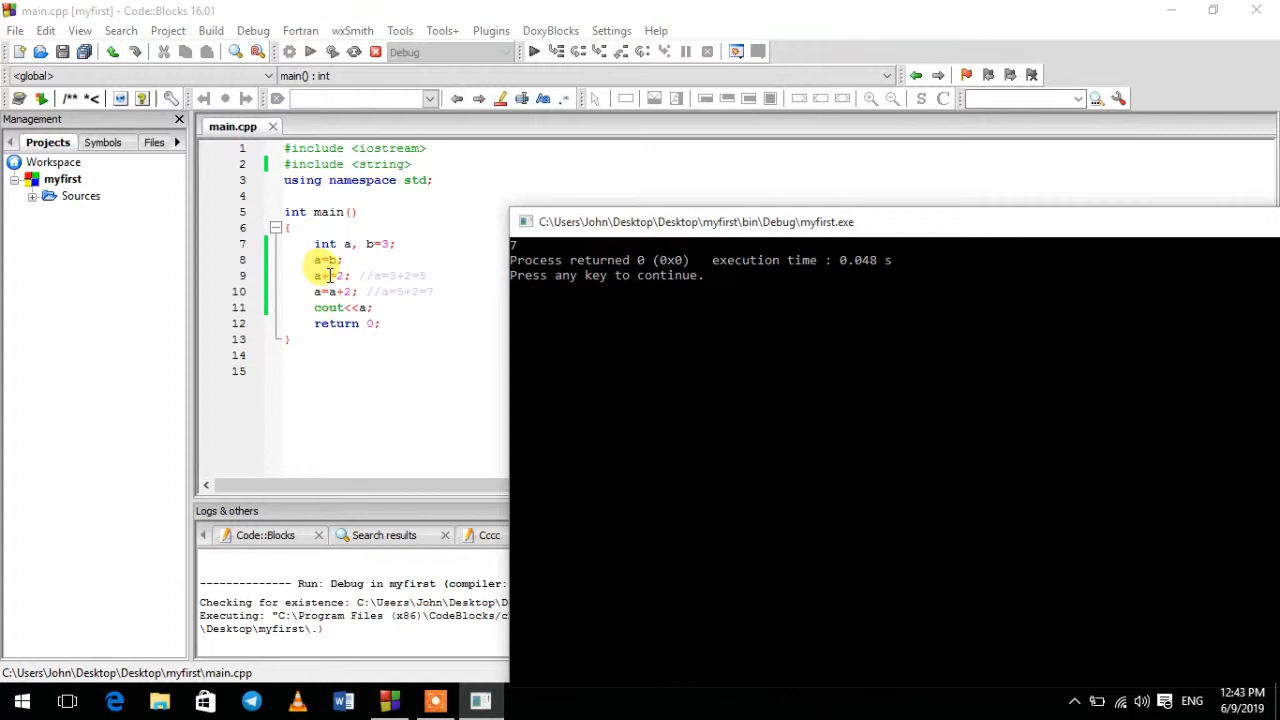 main.cpp [myfirst] - Code::Blocks 16.01
File Edit View Search Project Build Debug Fortran wxSmith Tools Tools+ Plugins DoxyBlocks Settings Help
Debug
<global>
main() : int
/** *<
S C
Management
Projects Symbols Files
Workspace
myfirst
Sources
main.cpp
1 #include <iostream>
2 #include <string>
3 using namespace std;
4
5 int main()
6 {
7 int a, b=3;
8 a=b;
9 a+=2; //a=3+2=5
10 a=a+2; //a=5+2=7
11 cout<<a;
12 return 0;
13 }
14
15
C:\Users\John\Desktop\Desktop\myfirst\bin\Debug\myfirst.exe
7
Process returned 0 (0x0) execution time : 0.048 s
Press any key to continue.
Logs & others
Code::Blocks Search results Cccc
-------------- Run: Debug in myfirst (compiler:
Checking for existence: C:\Users\John\Desktop\D
Executing: "C:\Program Files (x86)\CodeBlocks/c
\Desktop\myfirst\.)
C:\Users\John\Desktop\Desktop\myfirst\main.cpp
ENG
12:43 PM
6/9/2019